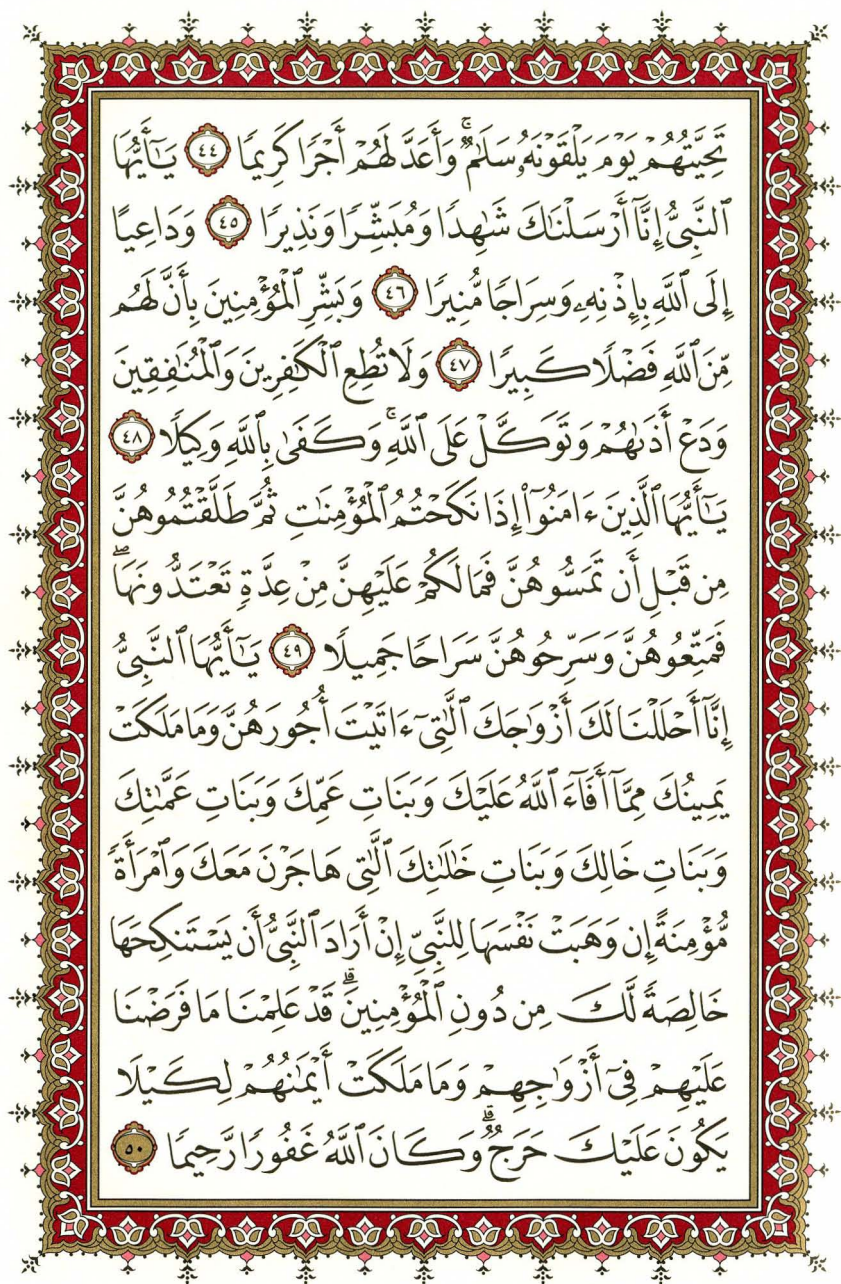 تَحِيَّتُهُمْ يَوْمَ يَلْقَوْنَهُۥ سَلَٰمٌۚ وَأَعَدَّ لَهُمْ أَجْرًا كَرِيمًا ٤٤ يَٰٓأَيُّهَا
ٱلنَّبِىُّ إِنَّآ أَرْسَلْنَٰكَ شَٰهِدًا وَمُبَشِّرًا وَنَذِيرًا ٤٥ وَدَاعِيًا
إِلَى ٱللَّهِ بِإِذْنِهِۦ وَسِرَاجًا مُّنِيرًا ٤٦ وَبَشِّرِ ٱلْمُؤْمِنِينَ بِأَنَّ لَهُم
مِّنَ ٱللَّهِ فَضْلًا كَبِيرًا ٤٧ وَلَا تُطِعِ ٱلْكَٰفِرِينَ وَٱلْمُنَٰفِقِينَ
وَدَعْ أَذَىٰهُمْ وَتَوَكَّلْ عَلَى ٱللَّهِۚ وَكَفَىٰ بِٱللَّهِ وَكِيلًا ٤٨
يَٰٓأَيُّهَا ٱلَّذِينَ ءَامَنُوٓا۟ إِذَا نَكَحْتُمُ ٱلْمُؤْمِنَٰتِ ثُمَّ طَلَّقْتُمُوهُنَّ
مِن قَبْلِ أَن تَمَسُّوهُنَّ فَمَا لَكُمْ عَلَيْهِنَّ مِنْ عِدَّةٍ تَعْتَدُّونَهَاۖ
فَمَتِّعُوهُنَّ وَسَرِّحُوهُنَّ سَرَاحًا جَمِيلًا ٤٩ يَٰٓأَيُّهَا ٱلنَّبِىُّ
إِنَّآ أَحْلَلْنَا لَكَ أَزْوَٰجَكَ ٱلَّٰتِىٓ ءَاتَيْتَ أُجُورَهُنَّ وَمَا مَلَكَتْ
يَمِينُكَ مِمَّآ أَفَآءَ ٱللَّهُ عَلَيْكَ وَبَنَاتِ عَمِّكَ وَبَنَاتِ عَمَّٰتِكَ
وَبَنَاتِ خَالِكَ وَبَنَاتِ خَٰلَٰتِكَ ٱلَّٰتِى هَاجَرْنَ مَعَكَ وَٱمْرَأَةً
مُّؤْمِنَةً إِن وَهَبَتْ نَفْسَهَا لِلنَّبِىِّ إِنْ أَرَادَ ٱلنَّبِىُّ أَن يَسْتَنكِحَهَا
خَالِصَةً لَّكَ مِن دُونِ ٱلْمُؤْمِنِينَۗ قَدْ عَلِمْنَا مَا فَرَضْنَا
عَلَيْهِمْ فِىٓ أَزْوَٰجِهِمْ وَمَا مَلَكَتْ أَيْمَٰنُهُمْ لِكَيْلَا
يَكُونَ عَلَيْكَ حَرَجٌۗ وَكَانَ ٱللَّهُ غَفُورًا رَّحِيمًا ٥٠